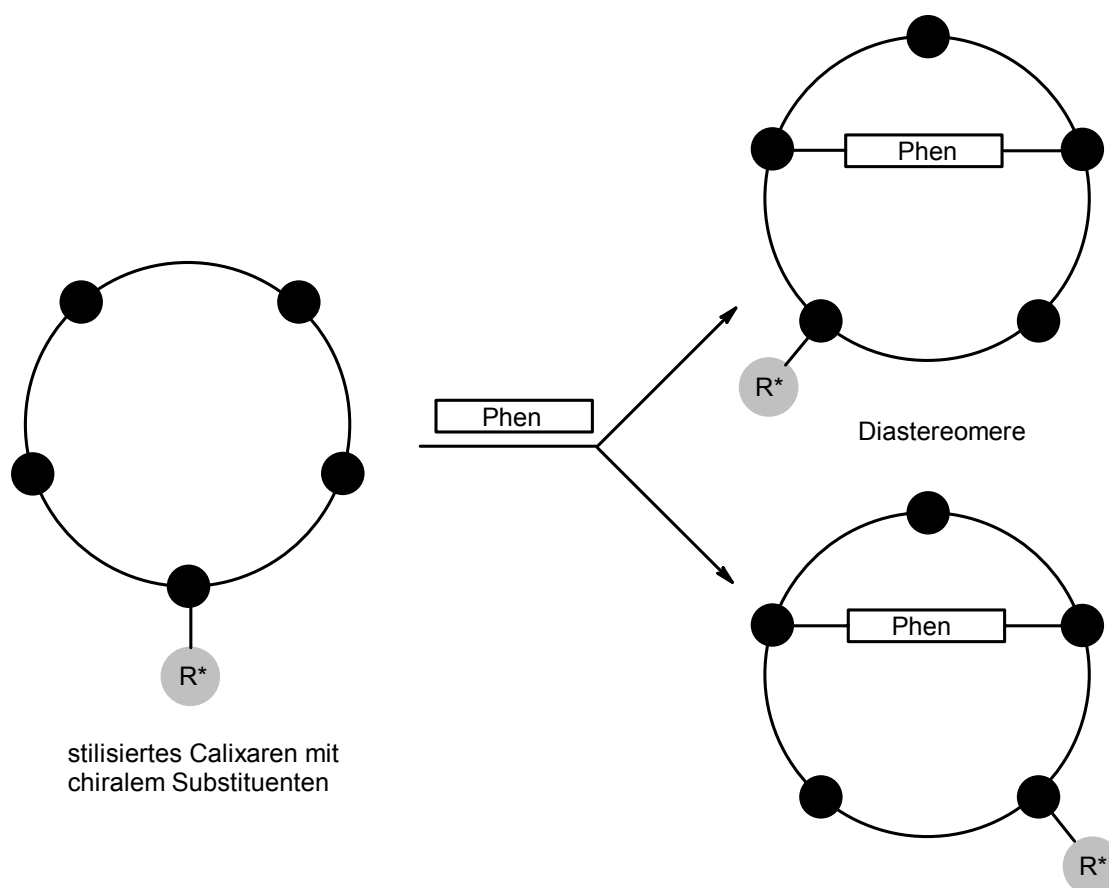 Phen
R*
Diastereomere
Phen
R*
stilisiertes Calixaren mit
chiralem Substituenten
Phen
R*